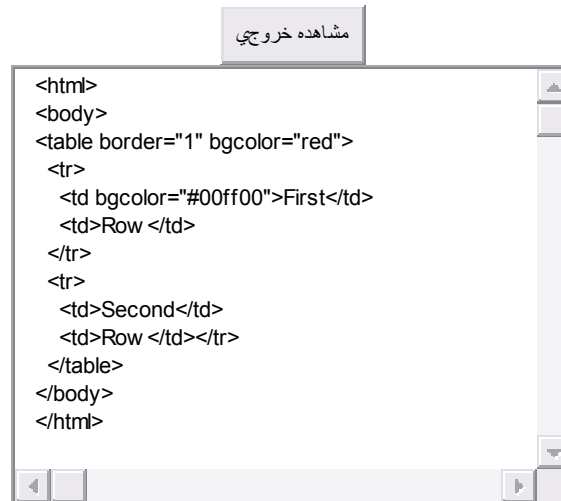 مشاهده خروجي
<html>
<body>
<table border="1" bgcolor="red">
<tr>
<td bgcolor="#00ff00">First</td>
<td>Row </td>
</tr>
<tr>
<td>Second</td>
<td>Row </td></tr>
</table>
</body>
</html>